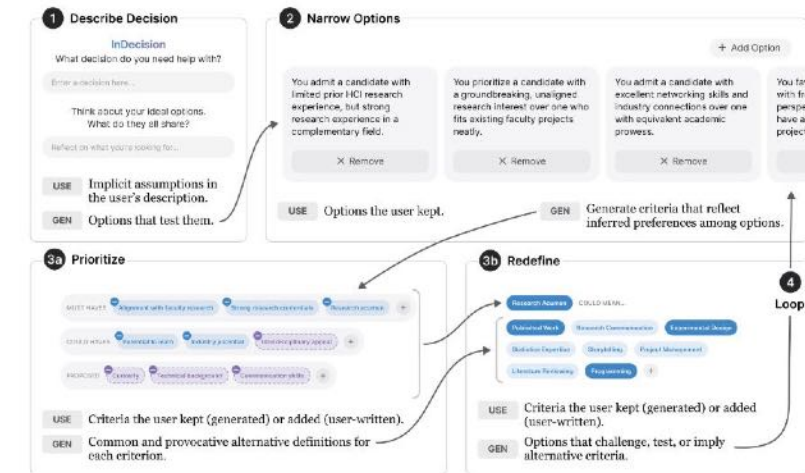 1 Describe Decision
InDecision
What decision do you need help with?
Enter a decision here...
Think about your ideal options.
What do they all share?
Reflect on what you're looking for...
USE Implicit assumptions in
the user's description.
GEN Options that test them.
2 Narrow Options
+ Add Option
You admit a candidate with
limited prior HCI research
experience, but strong
research experience in a
complementary field.
X Remove
You prioritize a candidate with
a groundbreaking, unaligned
research interest over one who
fits existing faculty projects
neatly.
X Remove
You admit a candidate with
excellent networking skills and
industry connections over one
with equivalent academic
prowess.
X Remove
You fav
with fr
perspe
have a
project
USE Options the user kept.
GEN Generate criteria that reflect
inferred preferences among options.
3a Prioritize
MUST HAVES Alignment with faculty research Strong research credentials Research acumen +
COULD HAVES Potential to teach Industry potential Interdisciplinary appeal +
PROPOSED Curiosity Technical background Communication skills +
USE Criteria the user kept (generated) or added (user-written).
GEN Common and provocative alternative definitions for
each criterion.
3b Redefine
Research Acumen COULD MEAN...
Published Work Research Communication Experimental Design
Statistics Expertise Storytelling Project Management
Literature Reviewing Programming +
USE Criteria the user kept (generated) or added
(user-written).
GEN Options that challenge, test, or imply
alternative criteria.
4
Loop